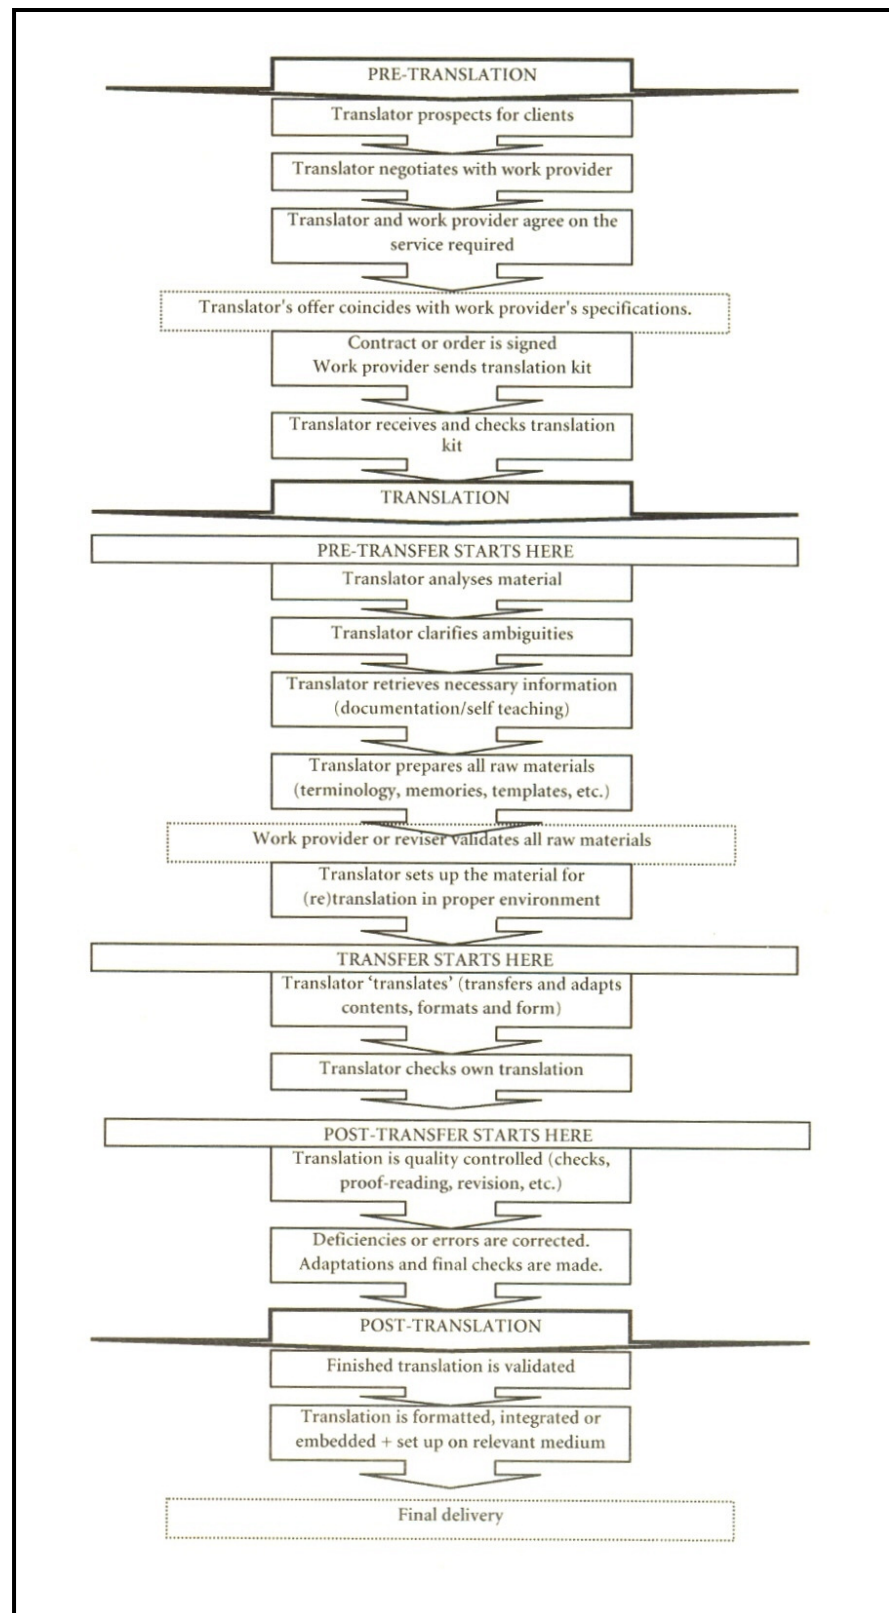 PRE-TRANSLATION
Translator prospects for clients
Translator negotiates with work provider
Translator and work provider agree on the
service required
Translator's offer coincides with work provider's specifications.
Contract or order is signed
Work provider sends translation kit
Translator receives and checks translation
kit
TRANSLATION
PRE-TRANSFER STARTS HERE
Translator analyses material
Translator clarifies ambiguities
Translator retrieves necessary information
(documentation/self teaching)
Translator prepares all raw materials
(terminology, memories, templates, etc.)
Work provider or reviser validates all raw materials
Translator sets up the material for
(re)translation in proper environment
TRANSFER STARTS HERE
Translator ‘translates’ (transfers and adapts
contents, formats and form)
Translator checks own translation
POST-TRANSFER STARTS HERE
Translation is quality controlled (checks,
proof-reading, revision, etc.)
Deficiencies or errors are corrected.
Adaptations and final checks are made.
POST-TRANSLATION
Finished translation is validated
Translation is formatted, integrated or
embedded + set up on relevant medium
Final delivery